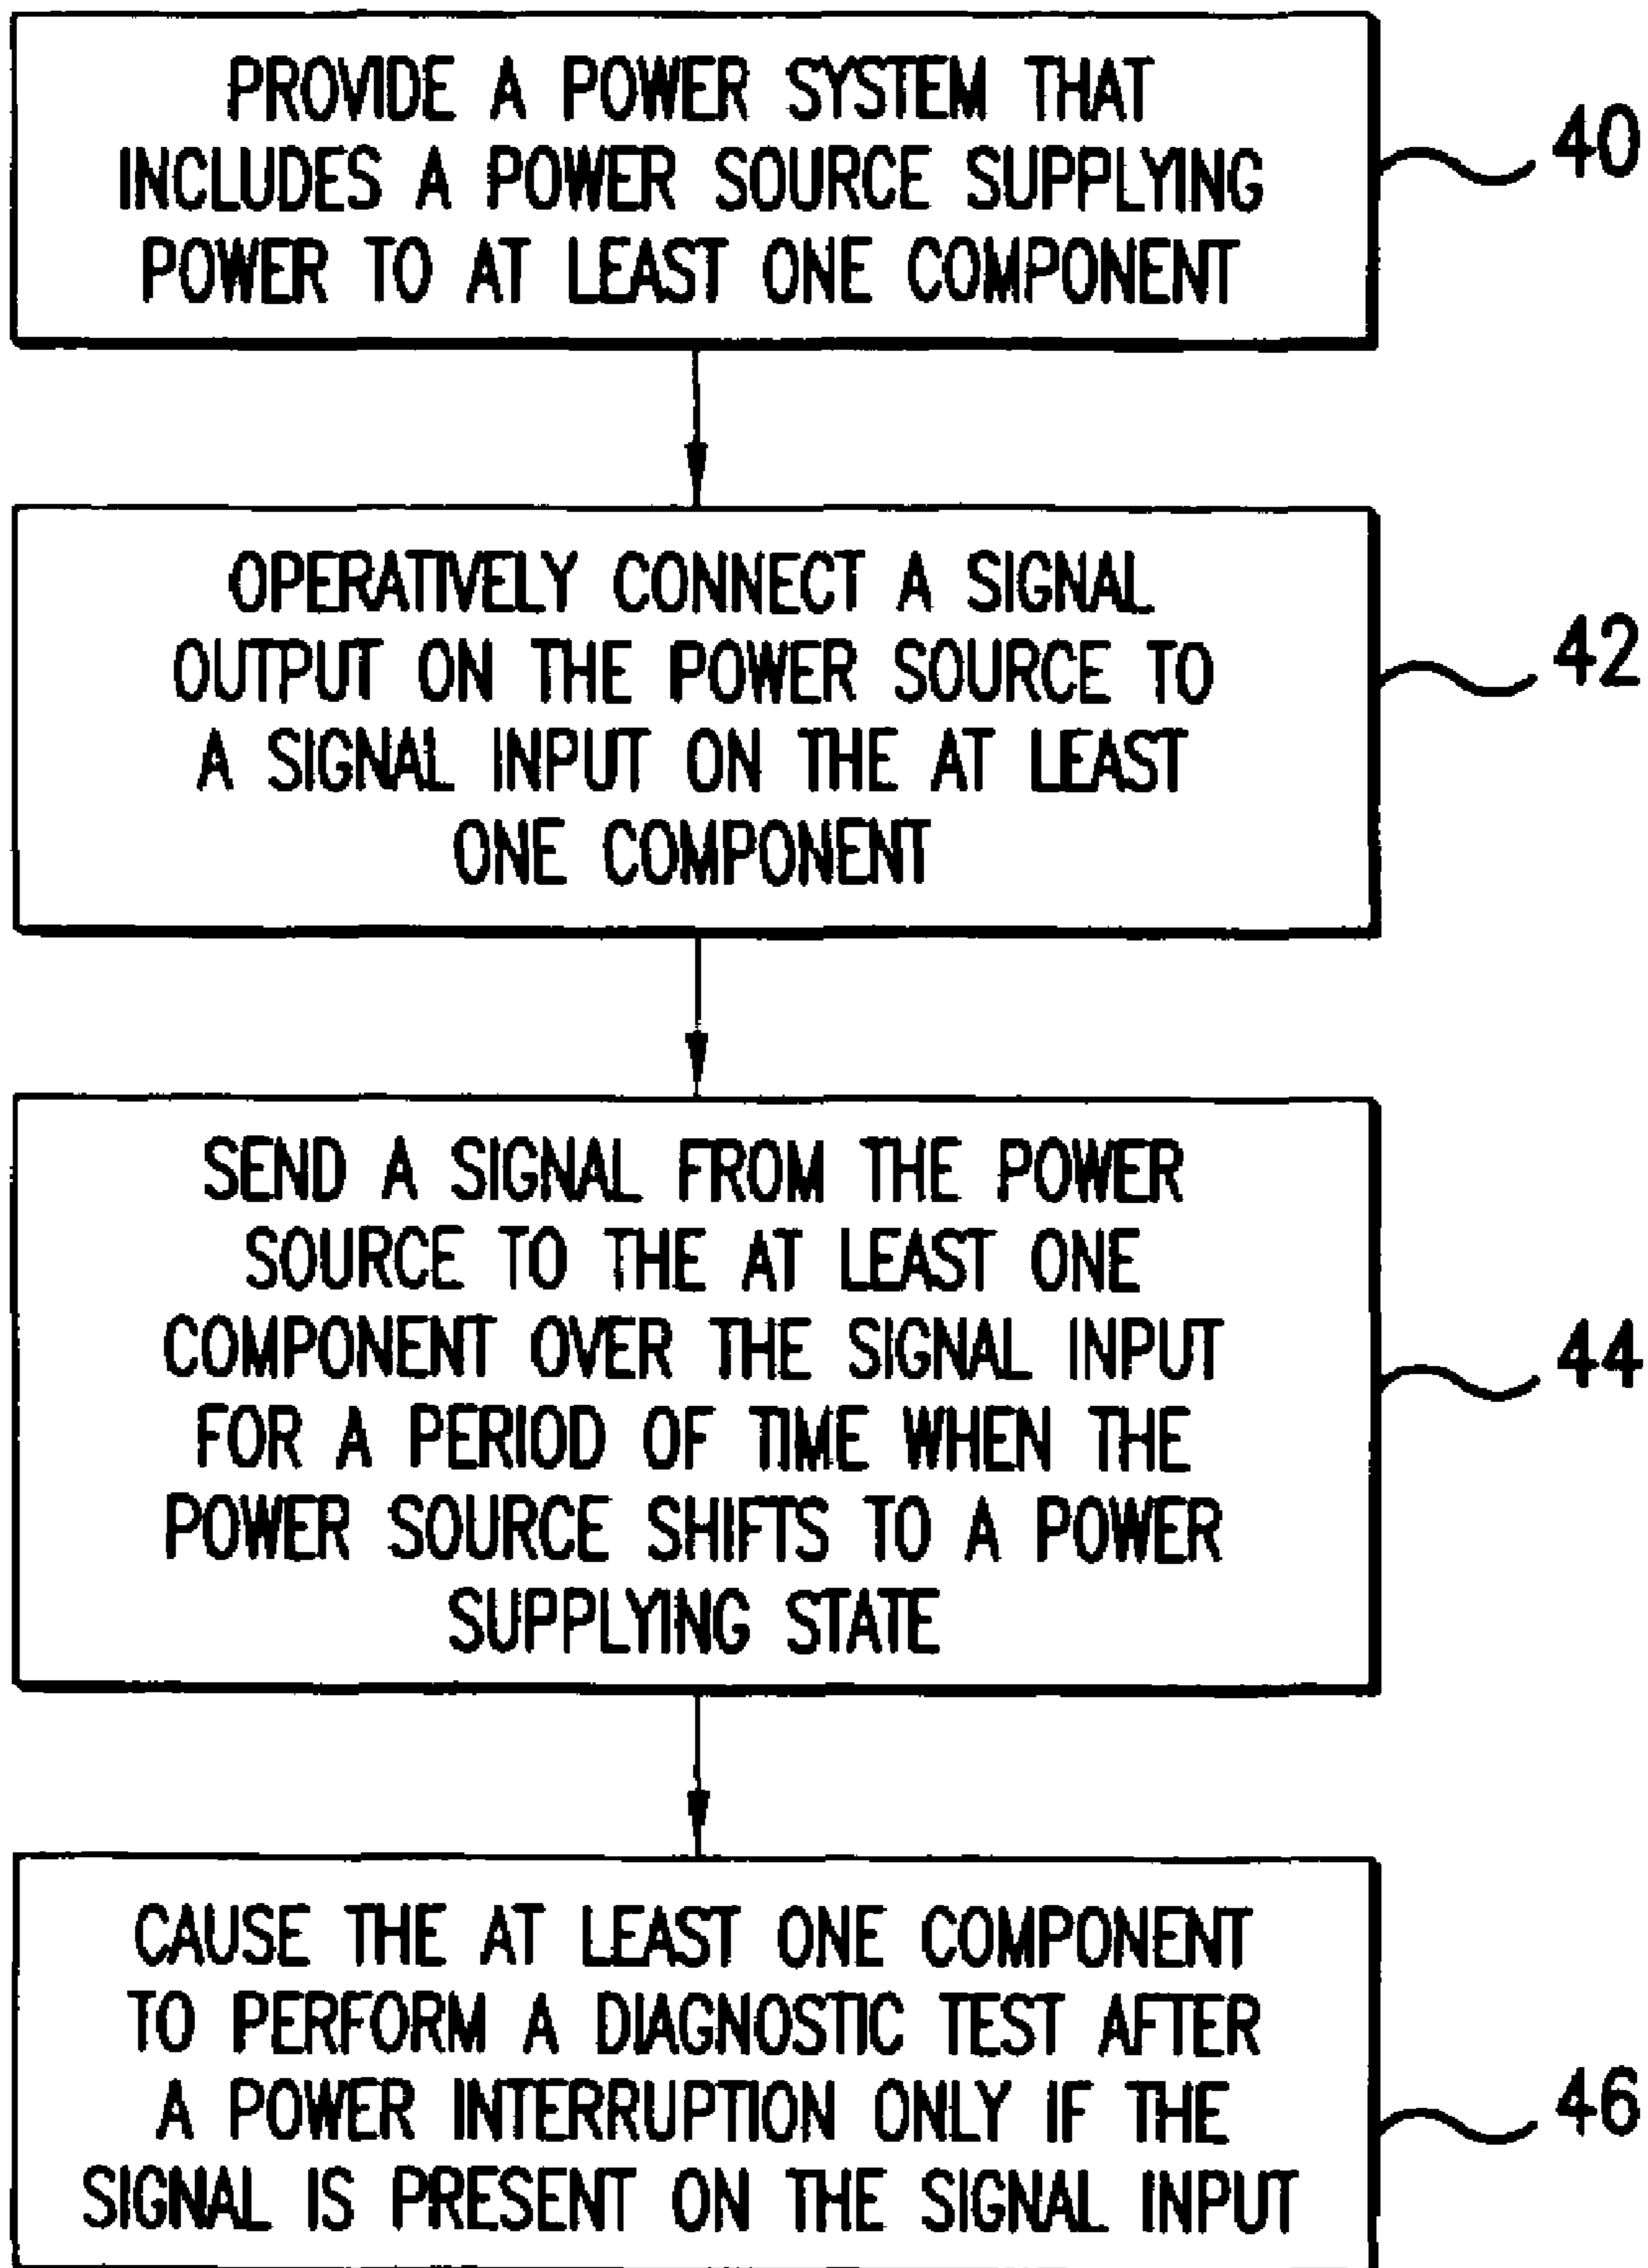 PROVIDE A POWER SYSTEM THAT
INCLUDES A POWER SOURCE SUPPLYING
POWER TO AT LEAST ONE COMPONENT
40
OPERATIVELY CONNECT A SIGNAL
OUTPUT ON THE POWER SOURCE TO
A SIGNAL INPUT ON THE AT LEAST
ONE COMPONENT
42
SEND A SIGNAL FROM THE POWER
SOURCE TO THE AT LEAST ONE
COMPONENT OVER THE SIGNAL INPUT
FOR A PERIOD OF TIME WHEN THE
POWER SOURCE SHIFTS TO A POWER
SUPPLYING STATE
44
CAUSE THE AT LEAST ONE COMPONENT
TO PERFORM A DIAGNOSTIC TEST AFTER
A POWER INTERRUPTION ONLY IF THE
SIGNAL IS PRESENT ON THE SIGNAL INPUT
46